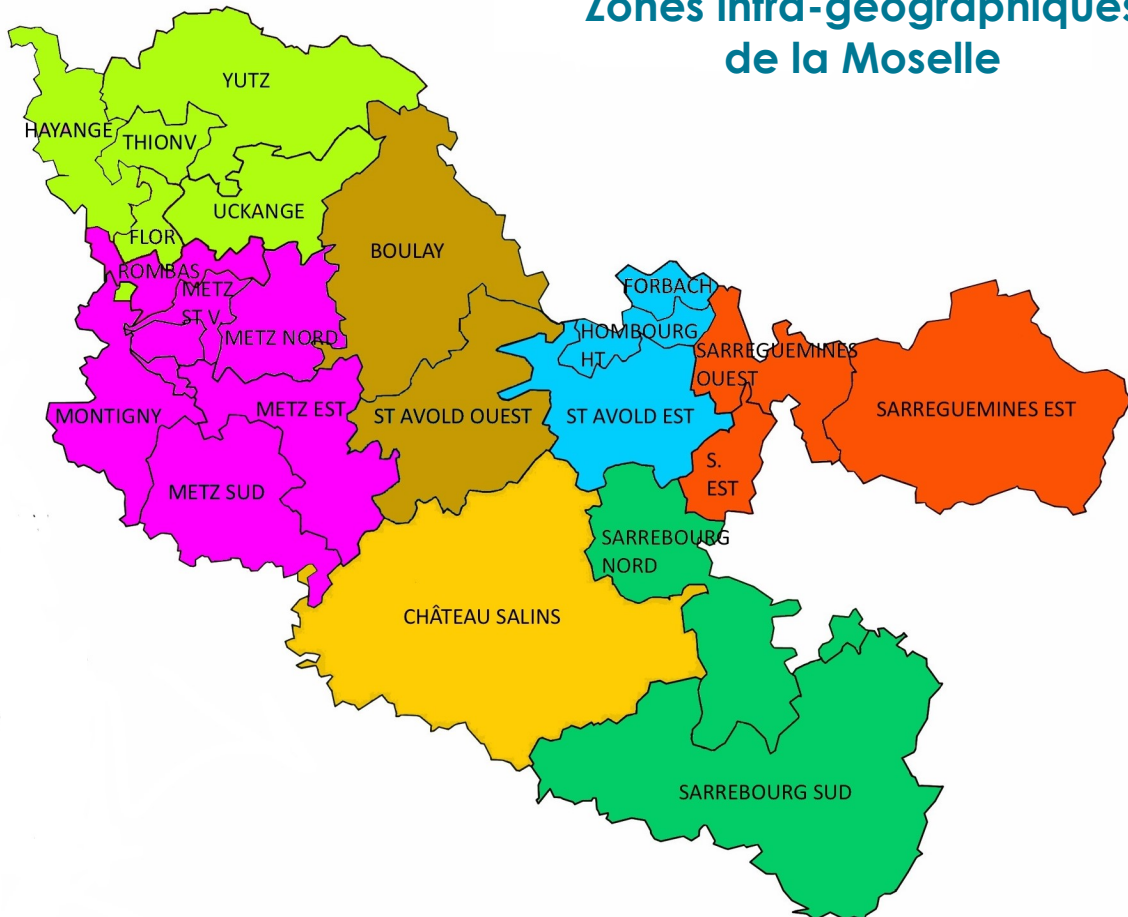 Zones infra-géographiques
de la Moselle
YUTZ
HAYANGE
THIONV
UCKANGE
FLOR
BOULAY
ROMBAS
METZ
ST V
METZ NORD
FORBACH
HOMBOURG
HT
SARREGUEMINES
OUEST
MONTIGNY
METZ EST
ST AVOLD OUEST
ST AVOLD EST
SARREGUEMINES EST
S.
EST
METZ SUD
SARREBOURG
NORD
CHÂTEAU SALINS
SARREBOURG SUD